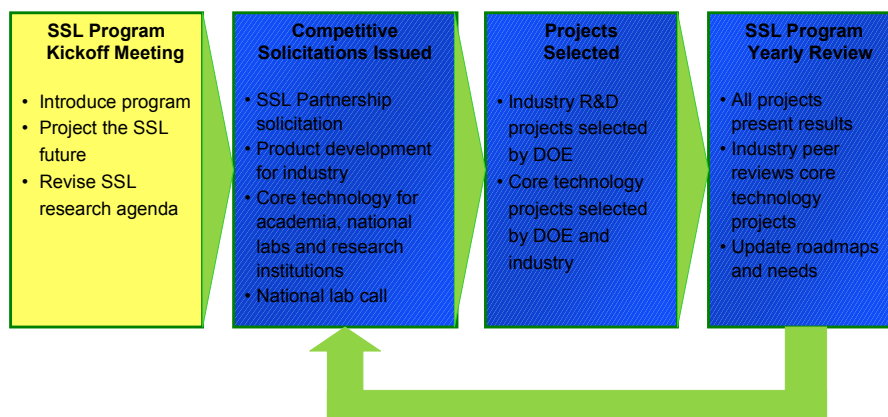 SSL Program
Kickoff Meeting
• Introduce program
• Project the SSL
future
• Revise SSL
research agenda
Competitive
Solicitations Issued
• SSL Partnership
solicitation
• Product development
for industry
• Core technology for
academia, national
labs and research
institutions
• National lab call
Projects
Selected
• Industry R&D
projects selected
by DOE
• Core technology
projects selected
by DOE and
industry
SSL Program
Yearly Review
• All projects
present results
• Industry peer
reviews core
technology
projects
• Update roadmaps
and needs